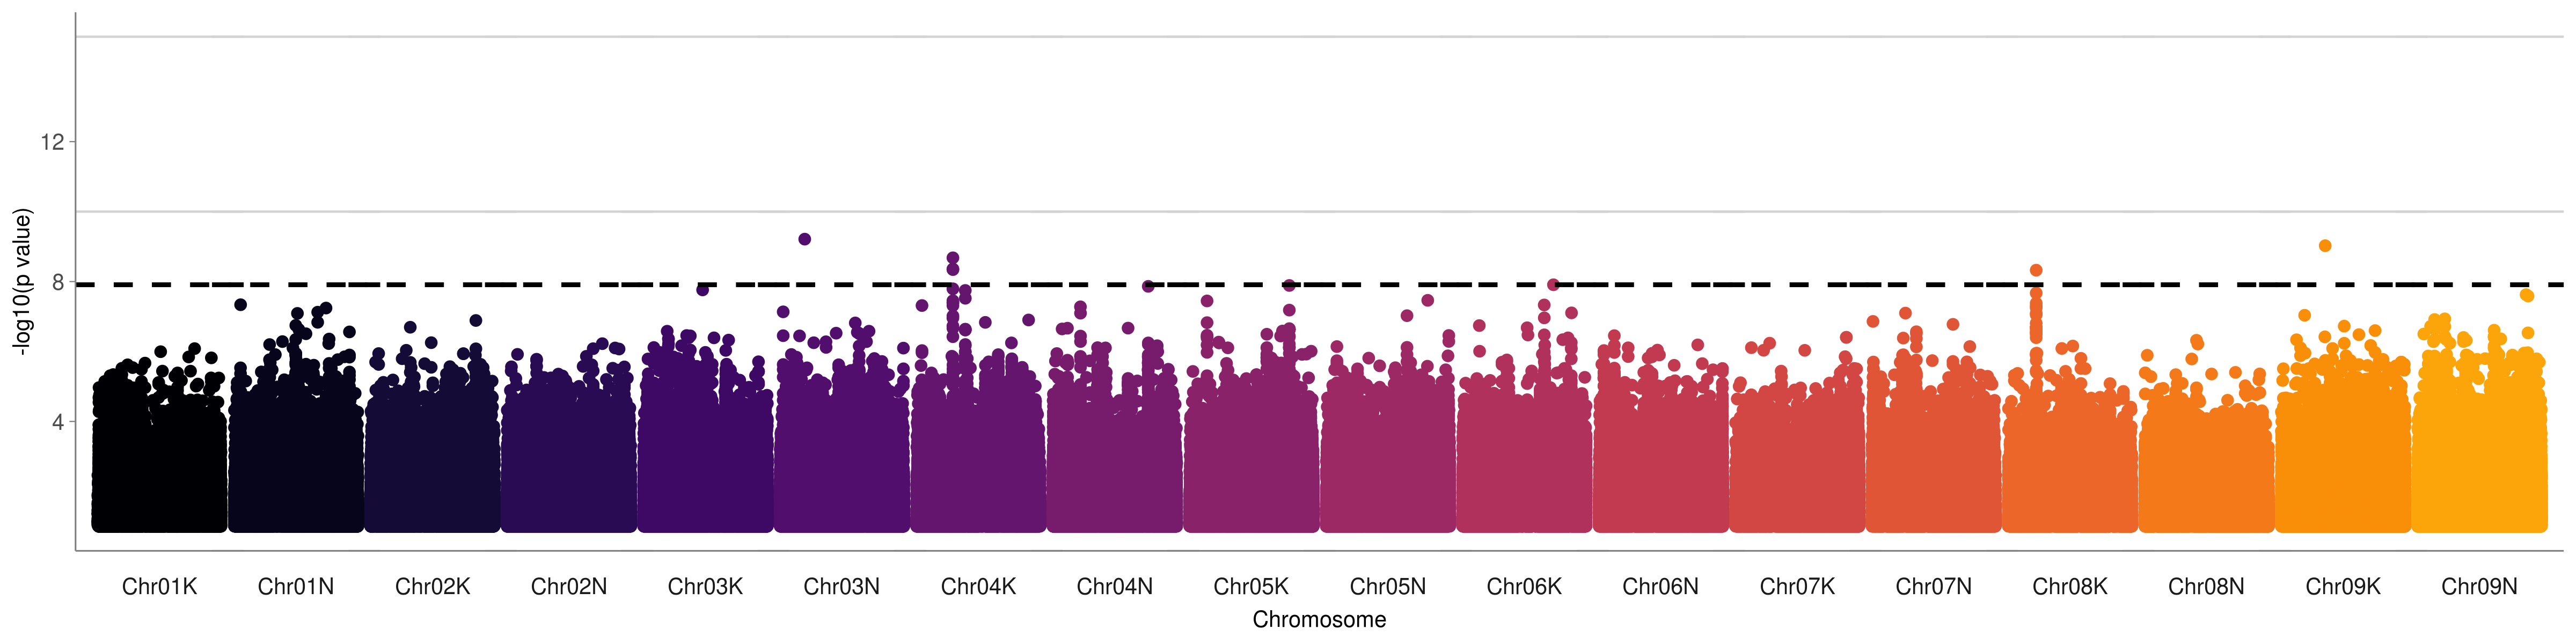 12
8
4
-log10(p value)
Chr01K Chr01N Chr02K Chr02N Chr03K Chr03N Chr04K Chr04N Chr05K Chr05N Chr06K Chr06N Chr07K Chr07N Chr08K Chr08N Chr09K Chr09N
Chromosome